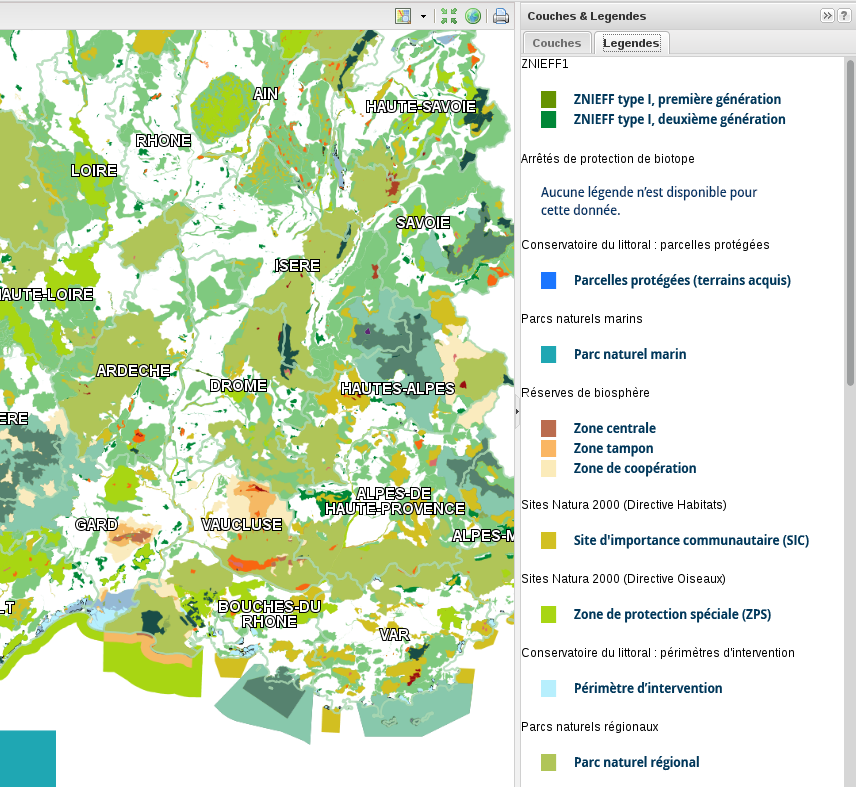 Couches & Legendes
Couches
Legendes
ZNIEFF1
ZNIEFF type I, première génération
ZNIEFF type I, deuxième génération
Arrêtés de protection de biotope
Aucune légende n'est disponible pour
cette donnée.
Conservatoire du littoral : parcelles protégées
Parcelles protégées (terrains acquis)
Parcs naturels marins
Parc naturel marin
Réserves de biosphère
Zone centrale
Zone tampon
Zone de coopération
Sites Natura 2000 (Directive Habitats)
Site d'importance communautaire (SIC)
Sites Natura 2000 (Directive Oiseaux)
Zone de protection spéciale (ZPS)
Conservatoire du littoral : périmètres d'intervention
Périmètre d'intervention
Parcs naturels régionaux
Parc naturel régional
AIN
HAUTE-SAVOIE
RHONE
LOIRE
SAVOIE
ISERE
AUTE-LOIRE
ARDECHE
DROME
HAUTES-ALPES
ERE
ALPES-DE
HAUTE-PROVENCE
GARD
VAUCLUSE
ALPES-M
BOUCHES-DU
RHONE
LT
VAR